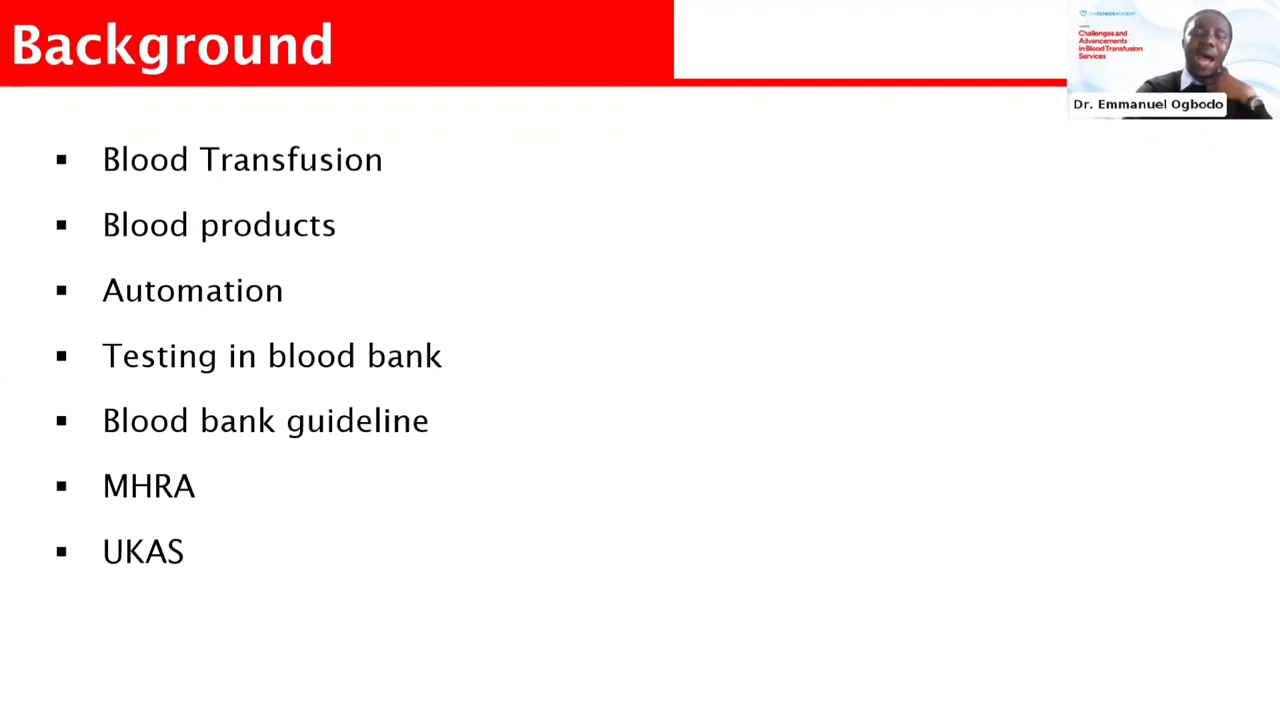 Background
THECLINICSACADEMY
Challenges and
Advancements
in Blood Transfusion
Services
Dr. Emmanuel Ogbodo
▪ Blood Transfusion
▪ Blood products
▪ Automation
▪ Testing in blood bank
▪ Blood bank guideline
▪ MHRA
▪ UKAS